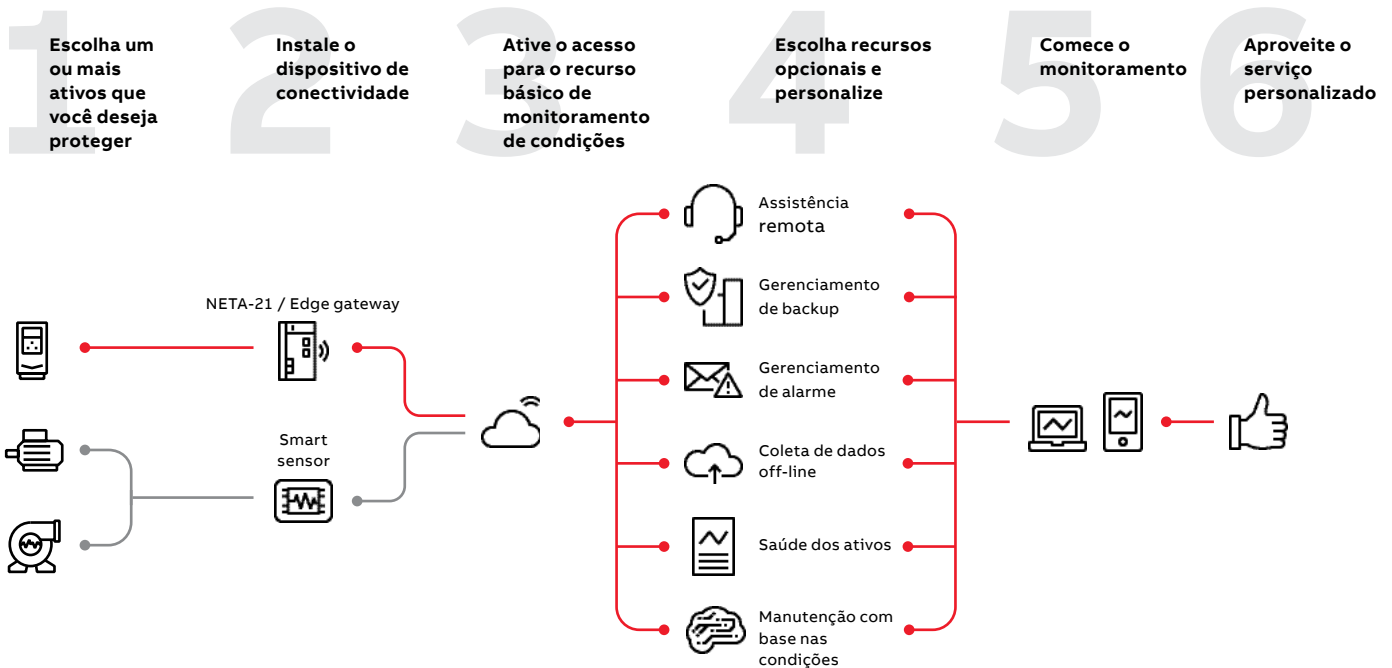 1
Escolha um
ou mais
ativos que
você deseja
proteger
2
Instale o
dispositivo de
conectividade
3
Ative o acesso
para o recurso
básico de
monitoramento
de condições
4
Escolha recursos
opcionais e
personalize
5
Comece o
monitoramento
6
Aproveite o
serviço
personalizado
NETA-21 / Edge gateway
Smart
sensor
Assistência
remota
Gerenciamento
de backup
Gerenciamento
de alarme
Coleta de dados
off-line
Saúde dos ativos
Manutenção com
base nas
condições